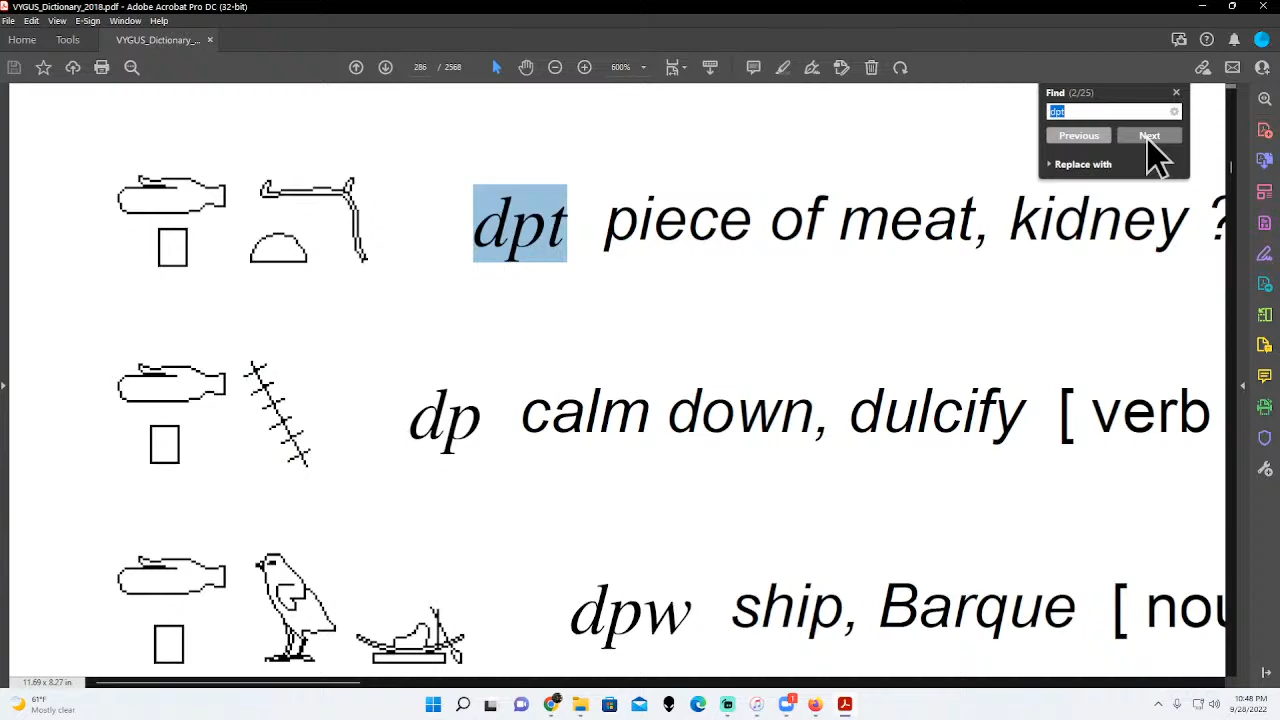 VYGUS_Dictionary_2018.pdf - Adobe Acrobat Pro DC (32-bit)
File Edit View E-Sign Window Help
Home Tools VYGUS_Dictionary_... ×
286 / 2568 600%
Find (2/25)
dpt
Previous Next
Replace with
dpt piece of meat, kidney ?
dp calm down, dulcify [ verb
dpw ship, Barque [ nou
11.69 x 8.27 in
61°F
Mostly clear
1
10:48 PM
9/28/2022